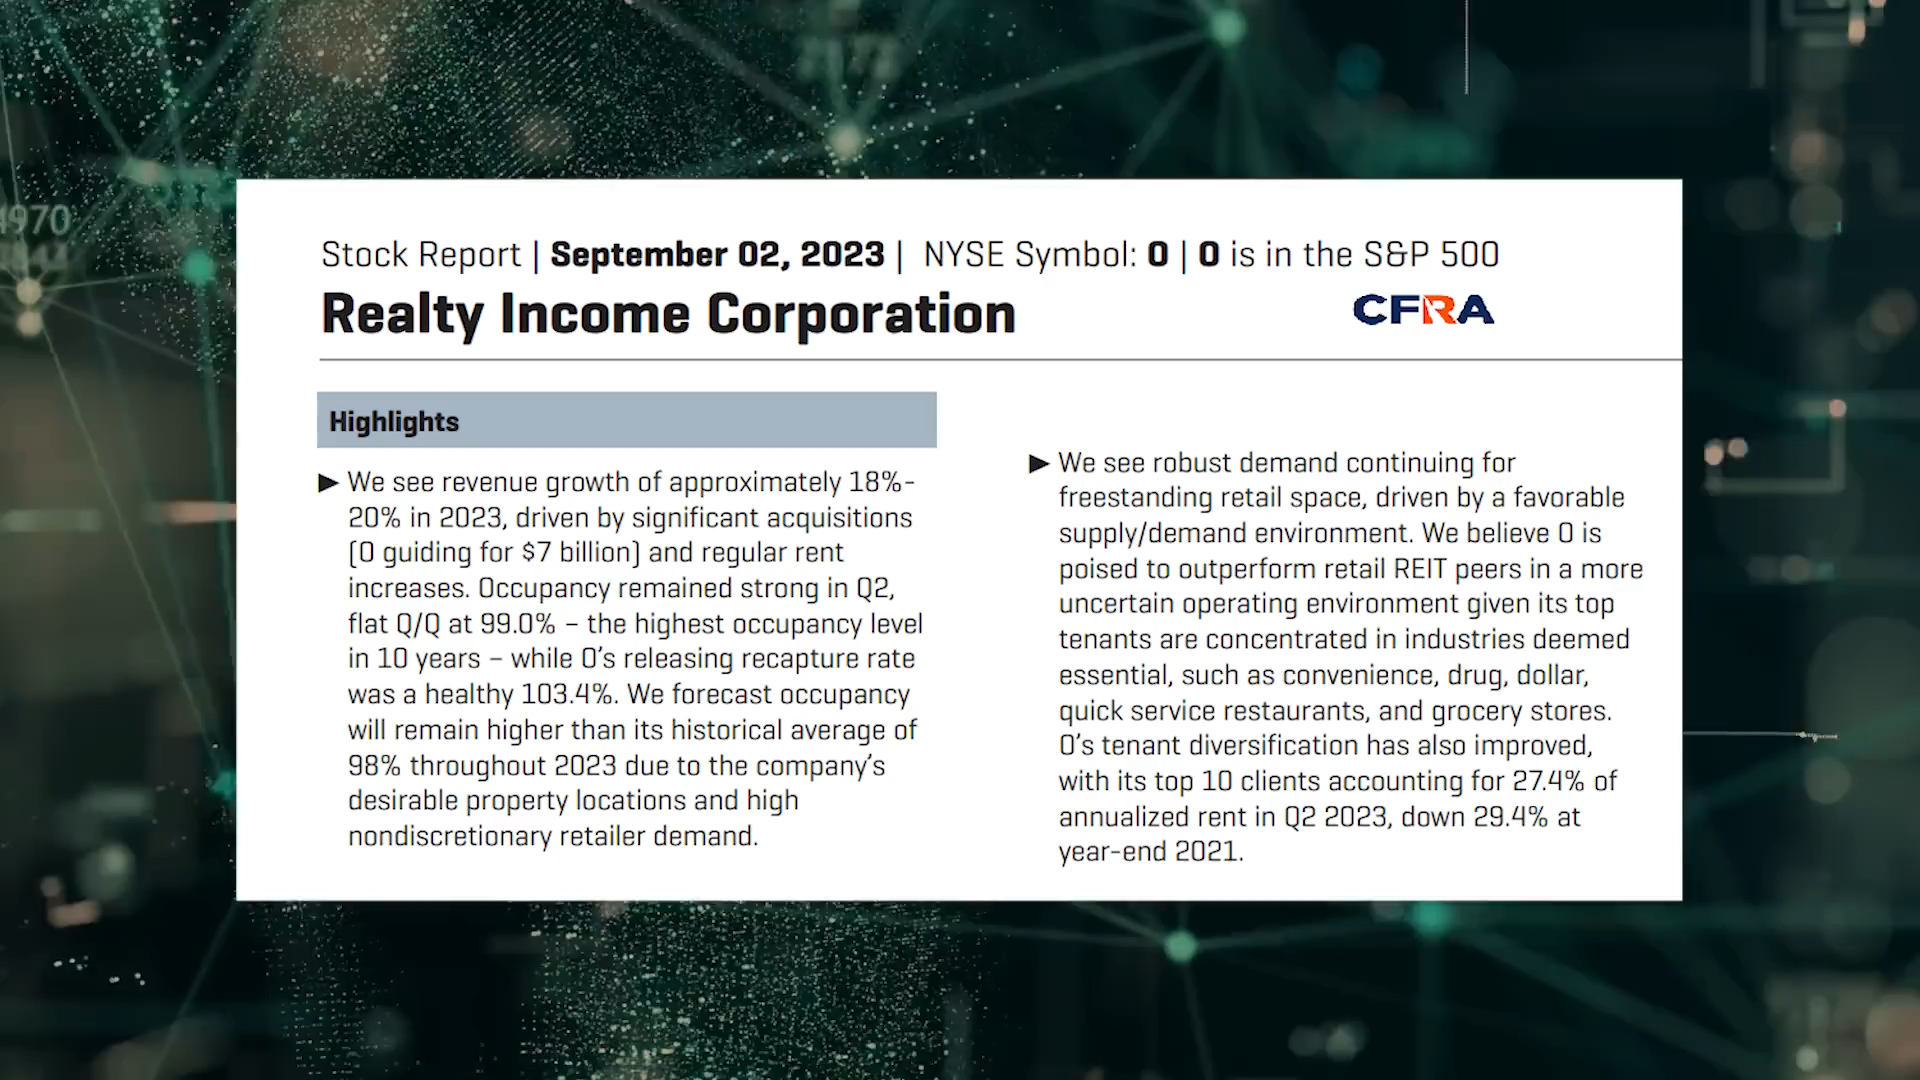 4970
Stock Report | September 02, 2023 | NYSE Symbol: O | O is in the S&P 500
Realty Income Corporation
CFRA
Highlights
► We see revenue growth of approximately 18%-
20% in 2023, driven by significant acquisitions
(O guiding for $7 billion) and regular rent
increases. Occupancy remained strong in Q2,
flat Q/Q at 99.0% – the highest occupancy level
in 10 years – while O's releasing recapture rate
was a healthy 103.4%. We forecast occupancy
will remain higher than its historical average of
98% throughout 2023 due to the company's
desirable property locations and high
nondiscretionary retailer demand.
► We see robust demand continuing for
freestanding retail space, driven by a favorable
supply/demand environment. We believe O is
poised to outperform retail REIT peers in a more
uncertain operating environment given its top
tenants are concentrated in industries deemed
essential, such as convenience, drug, dollar,
quick service restaurants, and grocery stores.
O's tenant diversification has also improved,
with its top 10 clients accounting for 27.4% of
annualized rent in Q2 2023, down 29.4% at
year-end 2021.